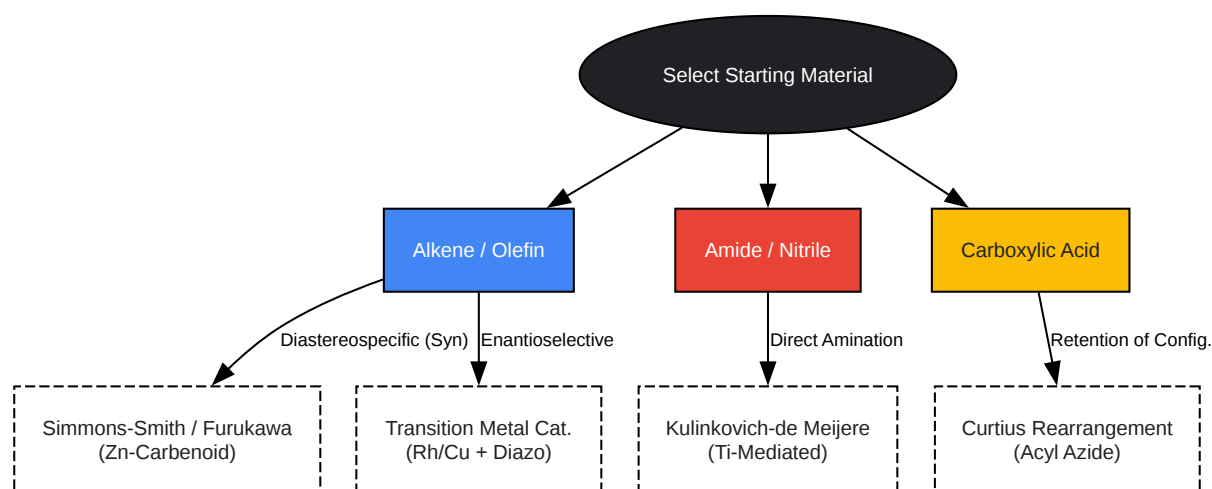 Select Starting Material
Alkene / Olefin
Amide / Nitrile
Carboxylic Acid
Diastereospecific (Syn)
Enantioselective
Direct Amination
Retention of Config.
Simmons-Smith / Furukawa
(Zn-Carbenoid)
Transition Metal Cat.
(Rh/Cu + Diazo)
Kulinkovich-de Meijere
(Ti-Mediated)
Curtius Rearrangement
(Acyl Azide)